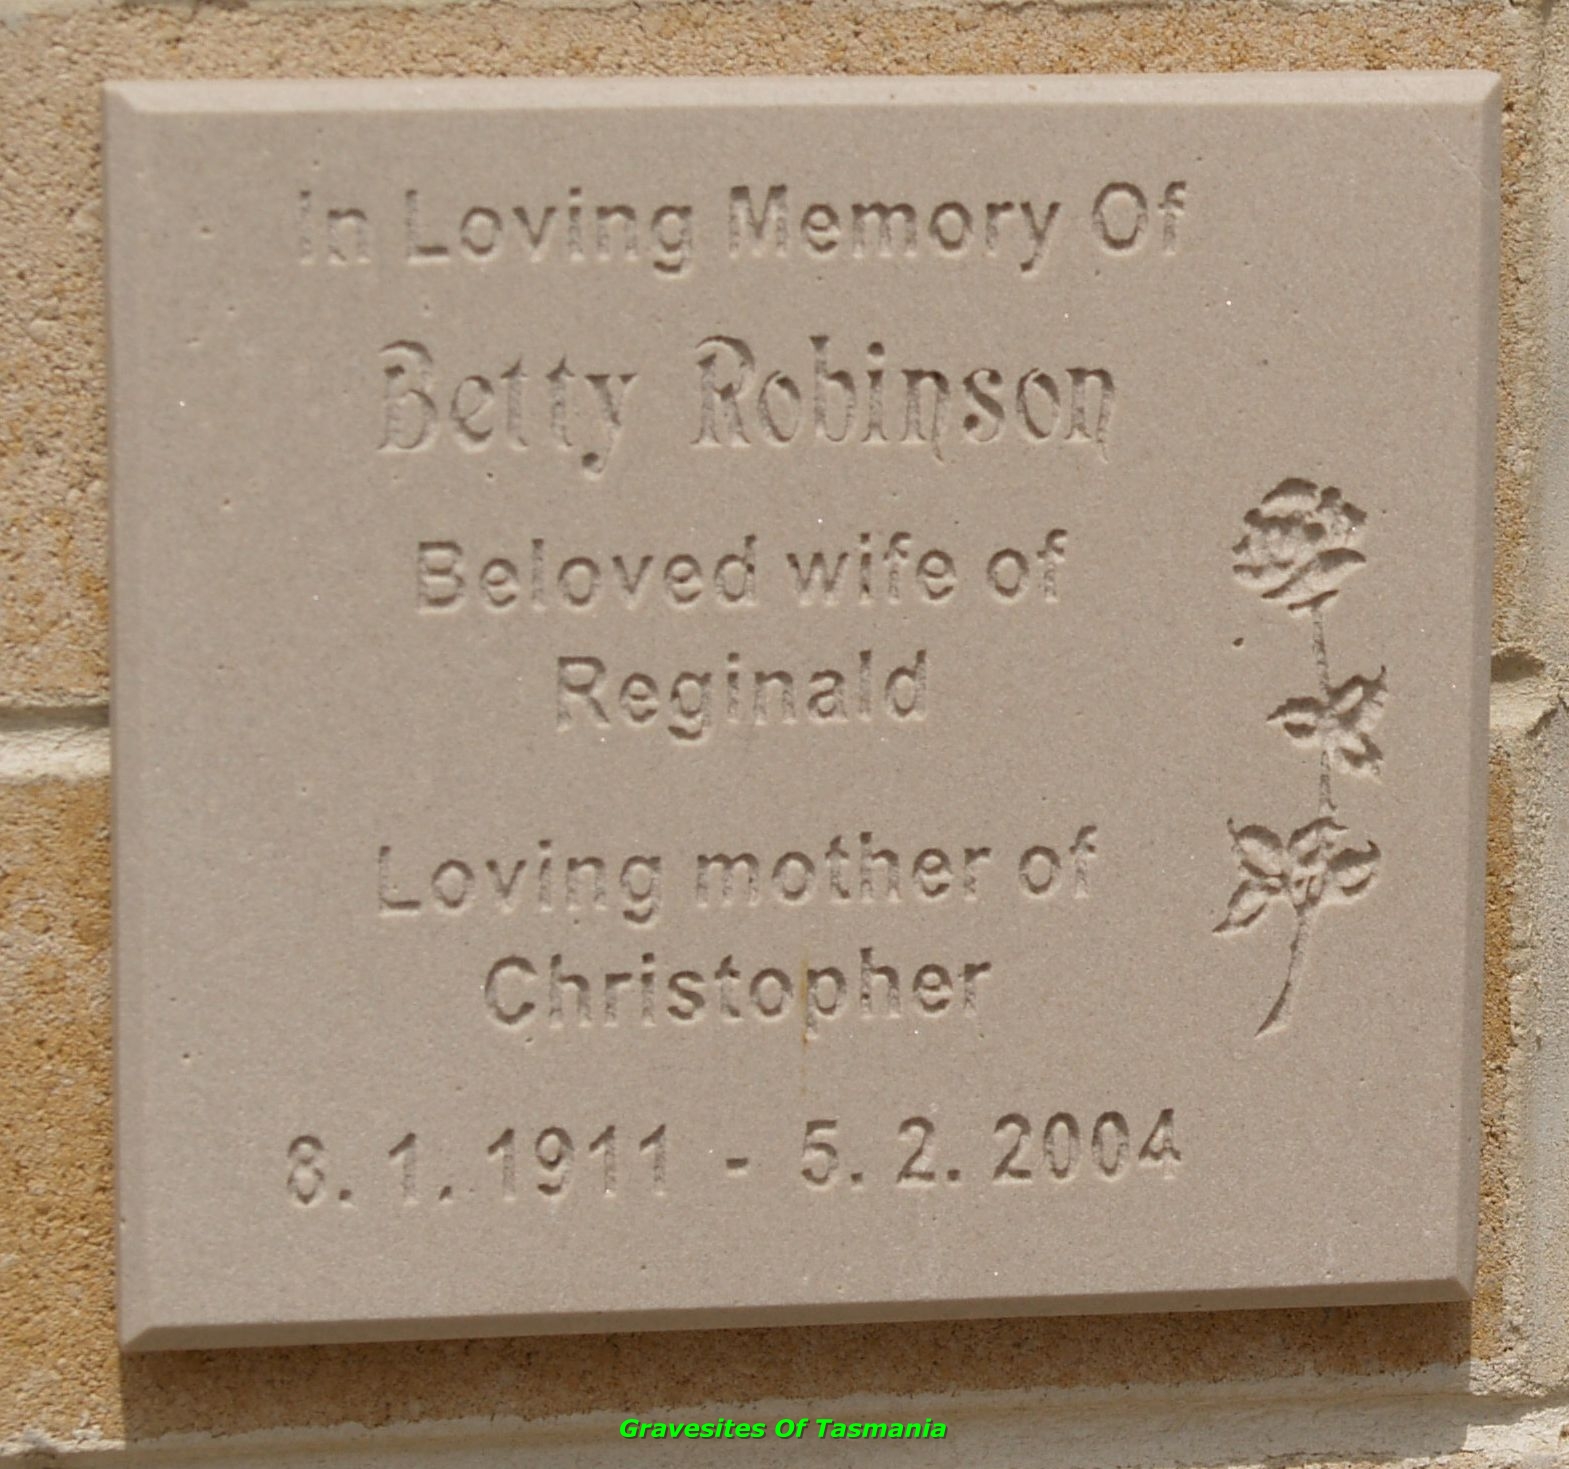 In Loving Memory Of
Betty Robinson
Beloved wife of
Reginald
Loving mother of
Christopher
8. 1. 1911 - 5. 2. 2004
Gravesites Of Tasmania